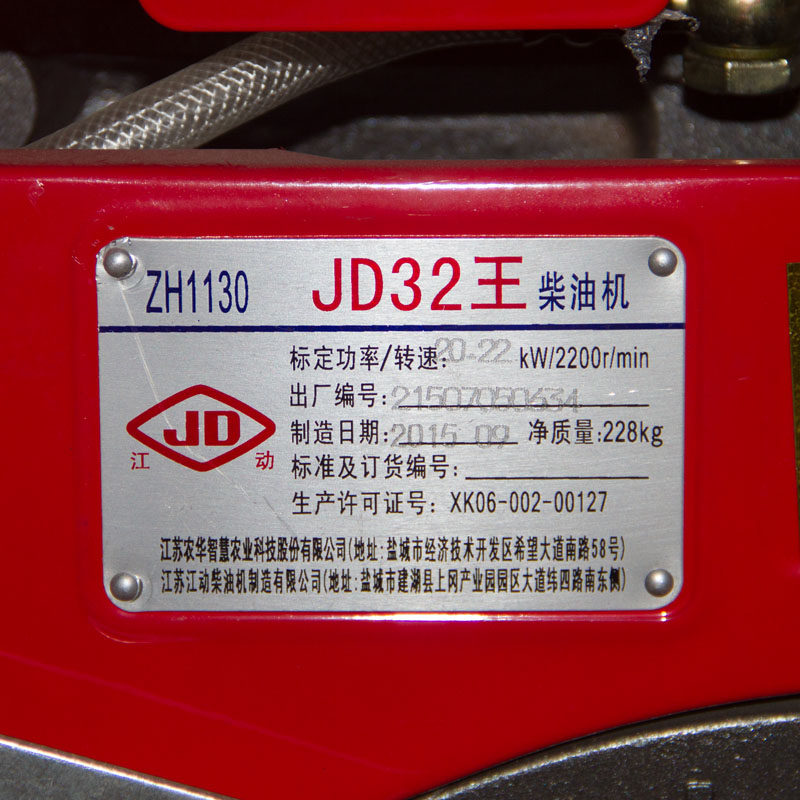 ZH1130 JD32王 柴油机
标定功率/转速: 20-22 kW/2200r/min
出厂编号: 21507050634
制造日期: 2015 09 净质量:228kg
JD
江 动
标准及订货编号:
生产许可证号: XK06-002-00127
江苏农华智慧农业科技股份有限公司(地址:盐城市经济技术开发区希望大道南路58号)
江苏江动柴油机制造有限公司(地址:盐城市建湖县上冈产业园园区大道纬四路南东侧)